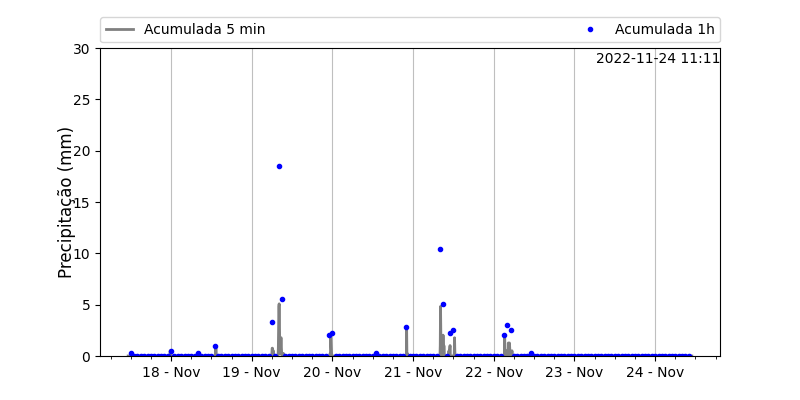 Acumulada 5 min
Acumulada 1h
2022-11-24 11:11
Precipitação (mm)
30
25
20
15
10
5
0
18 - Nov
19 - Nov
20 - Nov
21 - Nov
22 - Nov
23 - Nov
24 - Nov